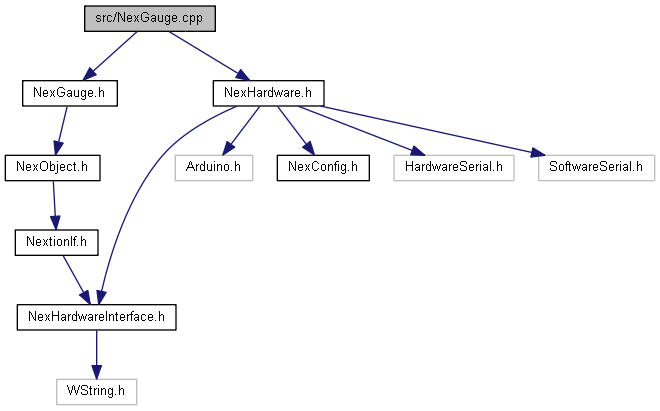 src/NexGauge.cpp
NexGauge.h
NexHardware.h
NexObject.h
Arduino.h
NexConfig.h
HardwareSerial.h
SoftwareSerial.h
NextionIf.h
NexHardwareInterface.h
WString.h